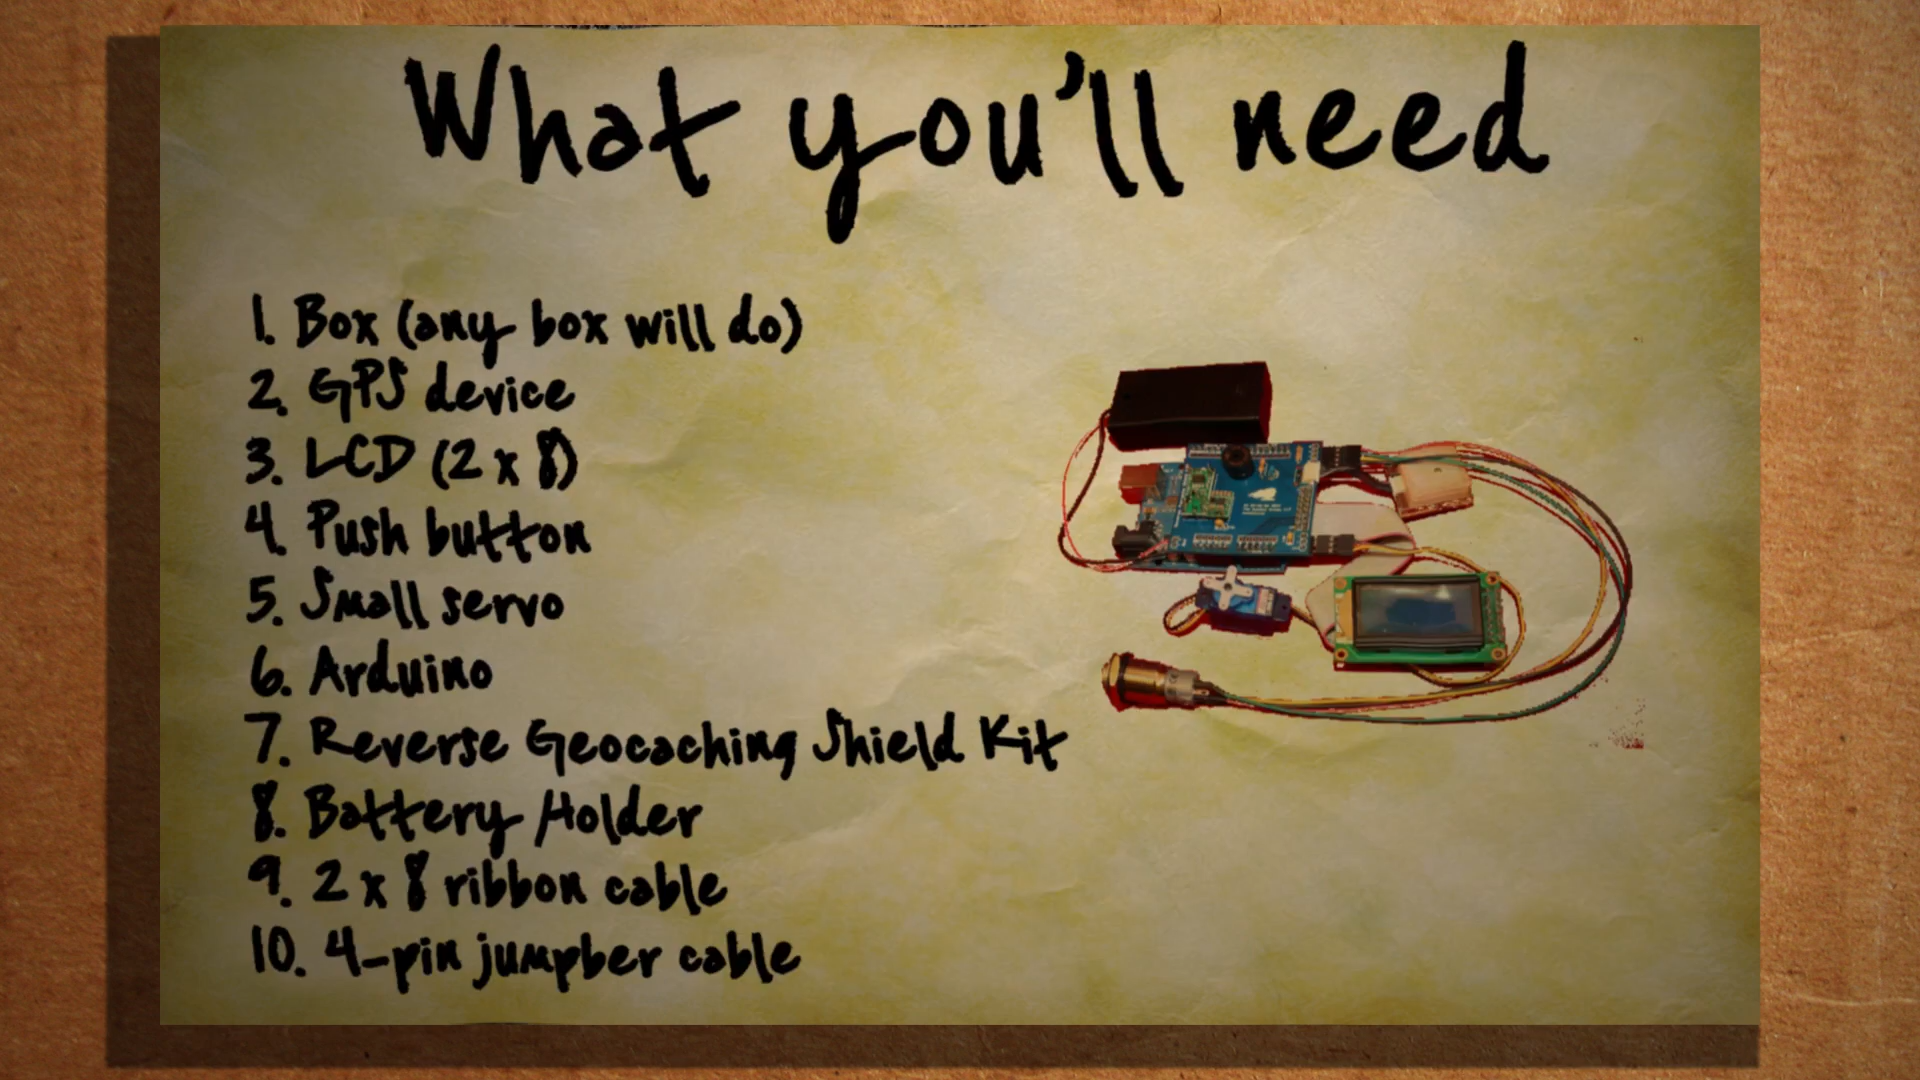 What you'll need
1. Box (any box will do)
2. GPS device
3. LCD (2 x 8)
4. Push button
5. Small servo
6. Arduino
7. Reverse Geocaching Shield Kit
8. Battery Holder
9. 2 x 8 ribbon cable
10. 4-pin jumpber cable